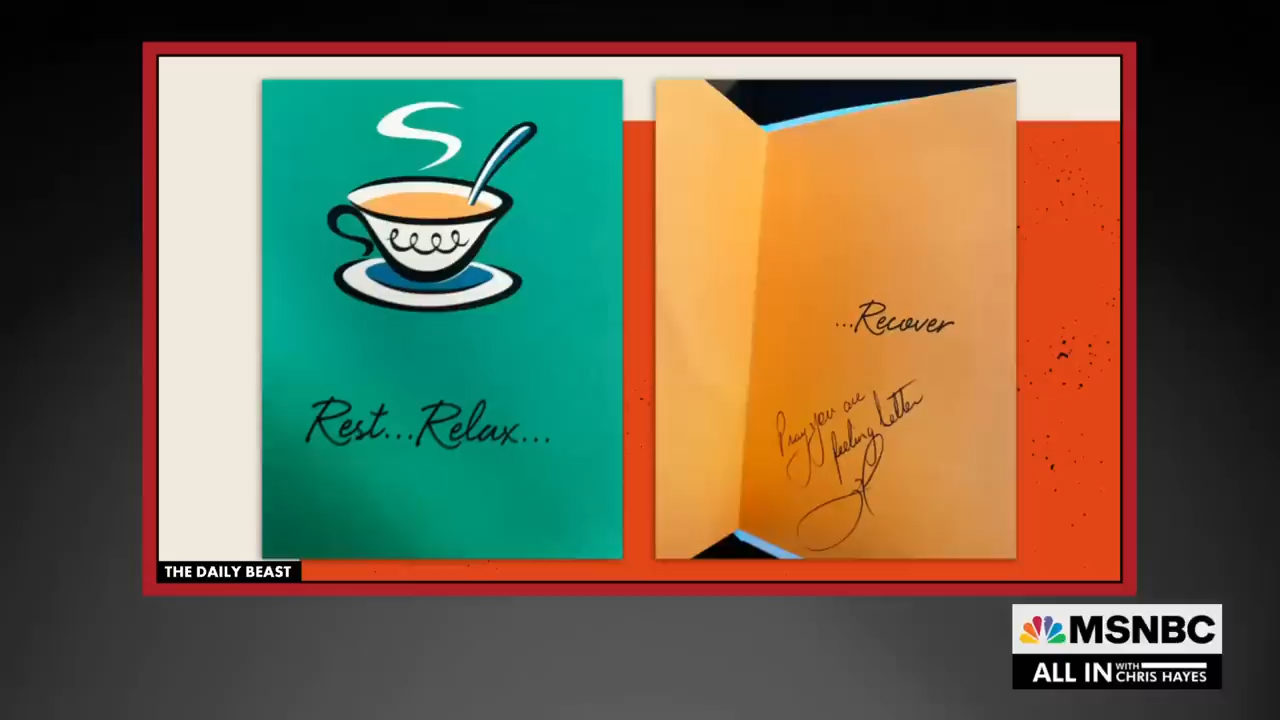 Rest...Relax...
...Recover
Pray you are
feeling better
THE DAILY BEAST
MSNBC
ALL IN WITH CHRIS HAYES